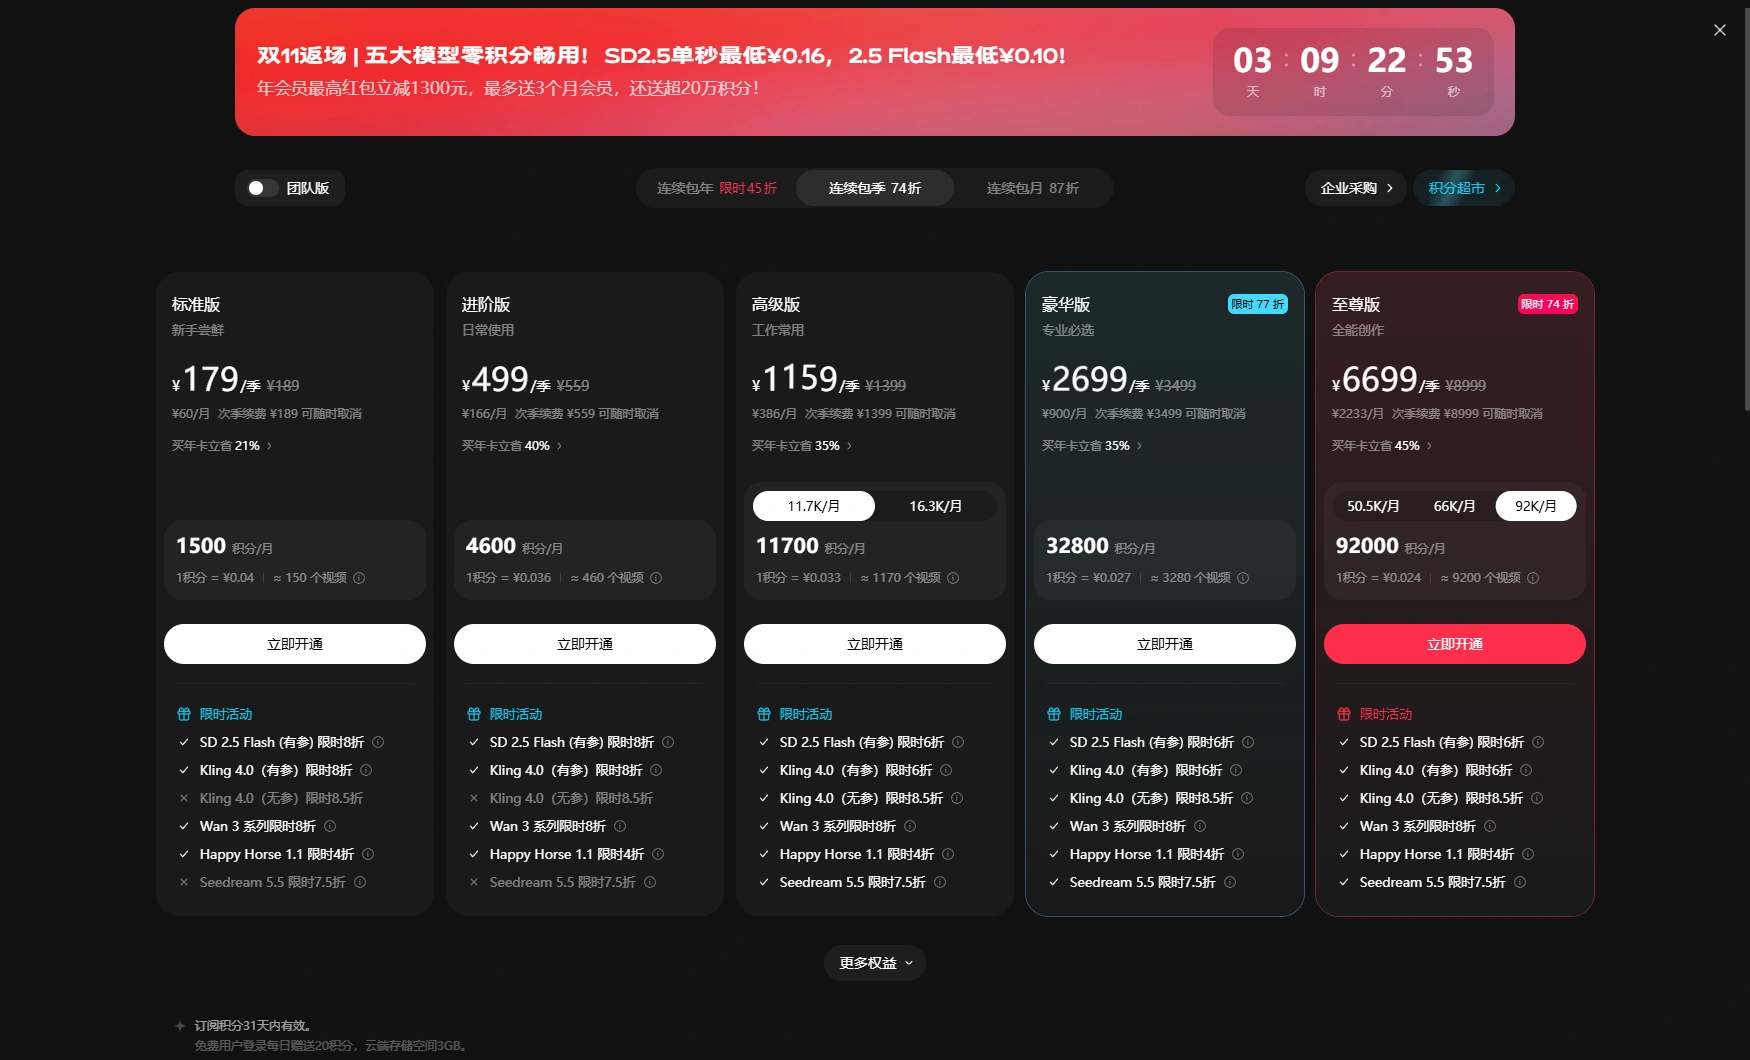 双11返场 | 五大模型零积分畅用！SD2.5单秒最低¥0.16，2.5 Flash最低¥0.10!
年会员最高红包立减1300元，最多送3个月会员，还送超20万积分！
03 : 09 : 22 : 53
天 时 分 秒
团队版
连续包年 限时45折
连续包季 74折
连续包月 87折
企业采购 >
积分超市 >
标准版
新手尝鲜
¥179/季 ¥189
¥60/月 次季续费 ¥189 可随时取消
买年卡立省 21% >
1500 积分/月
1积分 = ¥0.04 | ≈ 150 个视频
立即开通
限时活动
SD 2.5 Flash (有参) 限时8折
Kling 4.0（有参）限时8折
Kling 4.0（无参）限时8.5折
Wan 3 系列限时8折
Happy Horse 1.1 限时4折
Seedream 5.5 限时7.5折
进阶版
日常使用
¥499/季 ¥559
¥166/月 次季续费 ¥559 可随时取消
买年卡立省 40% >
4600 积分/月
1积分 = ¥0.036 | ≈ 460 个视频
立即开通
限时活动
SD 2.5 Flash (有参) 限时8折
Kling 4.0（有参）限时8折
Kling 4.0（无参）限时8.5折
Wan 3 系列限时8折
Happy Horse 1.1 限时4折
Seedream 5.5 限时7.5折
高级版
工作常用
¥1159/季 ¥1399
¥386/月 次季续费 ¥1399 可随时取消
买年卡立省 35% >
11.7K/月 16.3K/月
11700 积分/月
1积分 = ¥0.033 | ≈ 1170 个视频
立即开通
限时活动
SD 2.5 Flash (有参) 限时6折
Kling 4.0（有参）限时6折
Kling 4.0（无参）限时8.5折
Wan 3 系列限时8折
Happy Horse 1.1 限时4折
Seedream 5.5 限时7.5折
豪华版 限时 77 折
专业必选
¥2699/季 ¥3499
¥900/月 次季续费 ¥3499 可随时取消
买年卡立省 35% >
32800 积分/月
1积分 = ¥0.027 | ≈ 3280 个视频
立即开通
限时活动
SD 2.5 Flash (有参) 限时6折
Kling 4.0（有参）限时6折
Kling 4.0（无参）限时8.5折
Wan 3 系列限时8折
Happy Horse 1.1 限时4折
Seedream 5.5 限时7.5折
至尊版 限时 74 折
全能创作
¥6699/季 ¥8999
¥2233/月 次季续费 ¥8999 可随时取消
买年卡立省 45% >
50.5K/月 66K/月 92K/月
92000 积分/月
1积分 = ¥0.024 | ≈ 9200 个视频
立即开通
限时活动
SD 2.5 Flash (有参) 限时6折
Kling 4.0（有参）限时6折
Kling 4.0（无参）限时8.5折
Wan 3 系列限时8折
Happy Horse 1.1 限时4折
Seedream 5.5 限时7.5折
更多权益
订阅积分31天内有效。
免费用户登录每日赠送20积分，云端存储空间3GB。